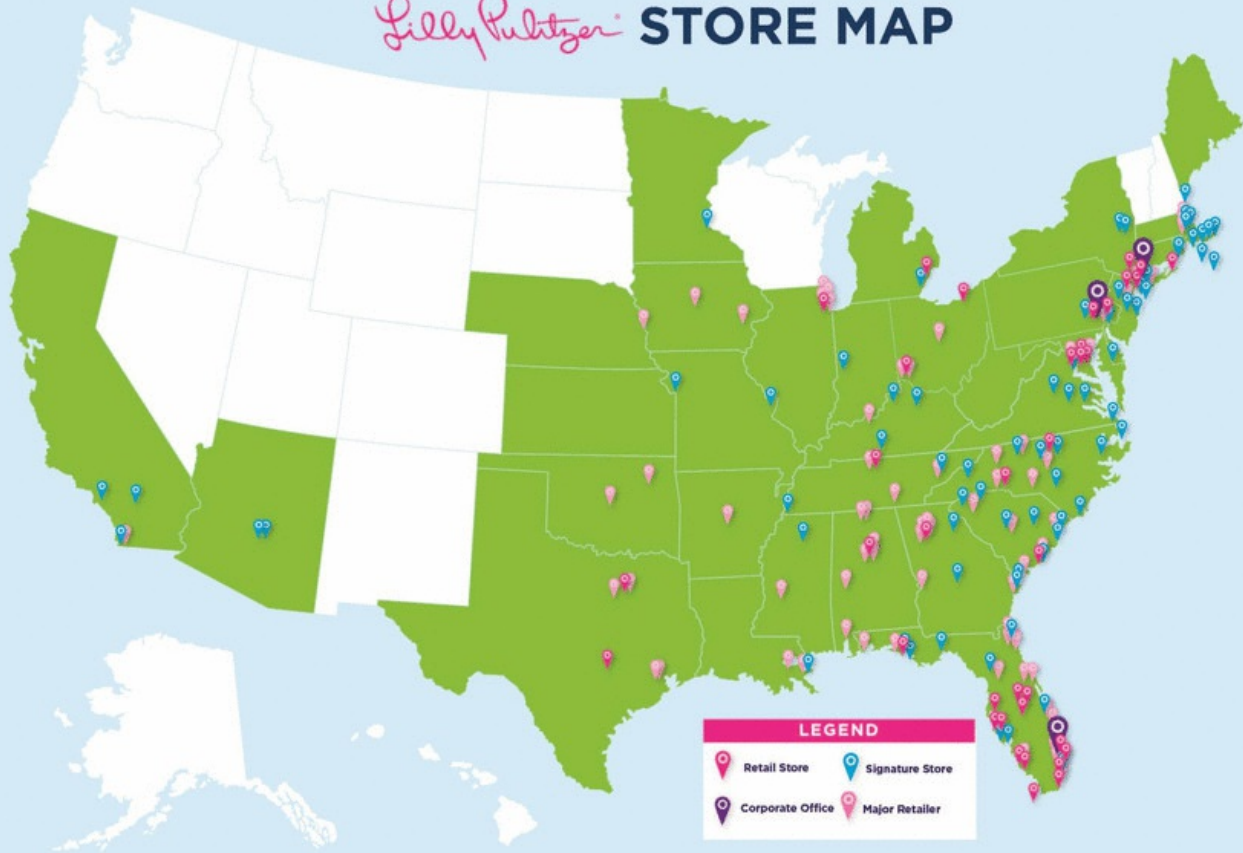 Lilly Pulitzer® STORE MAP
LEGEND
Retail Store
Signature Store
Corporate Office
Major Retailer